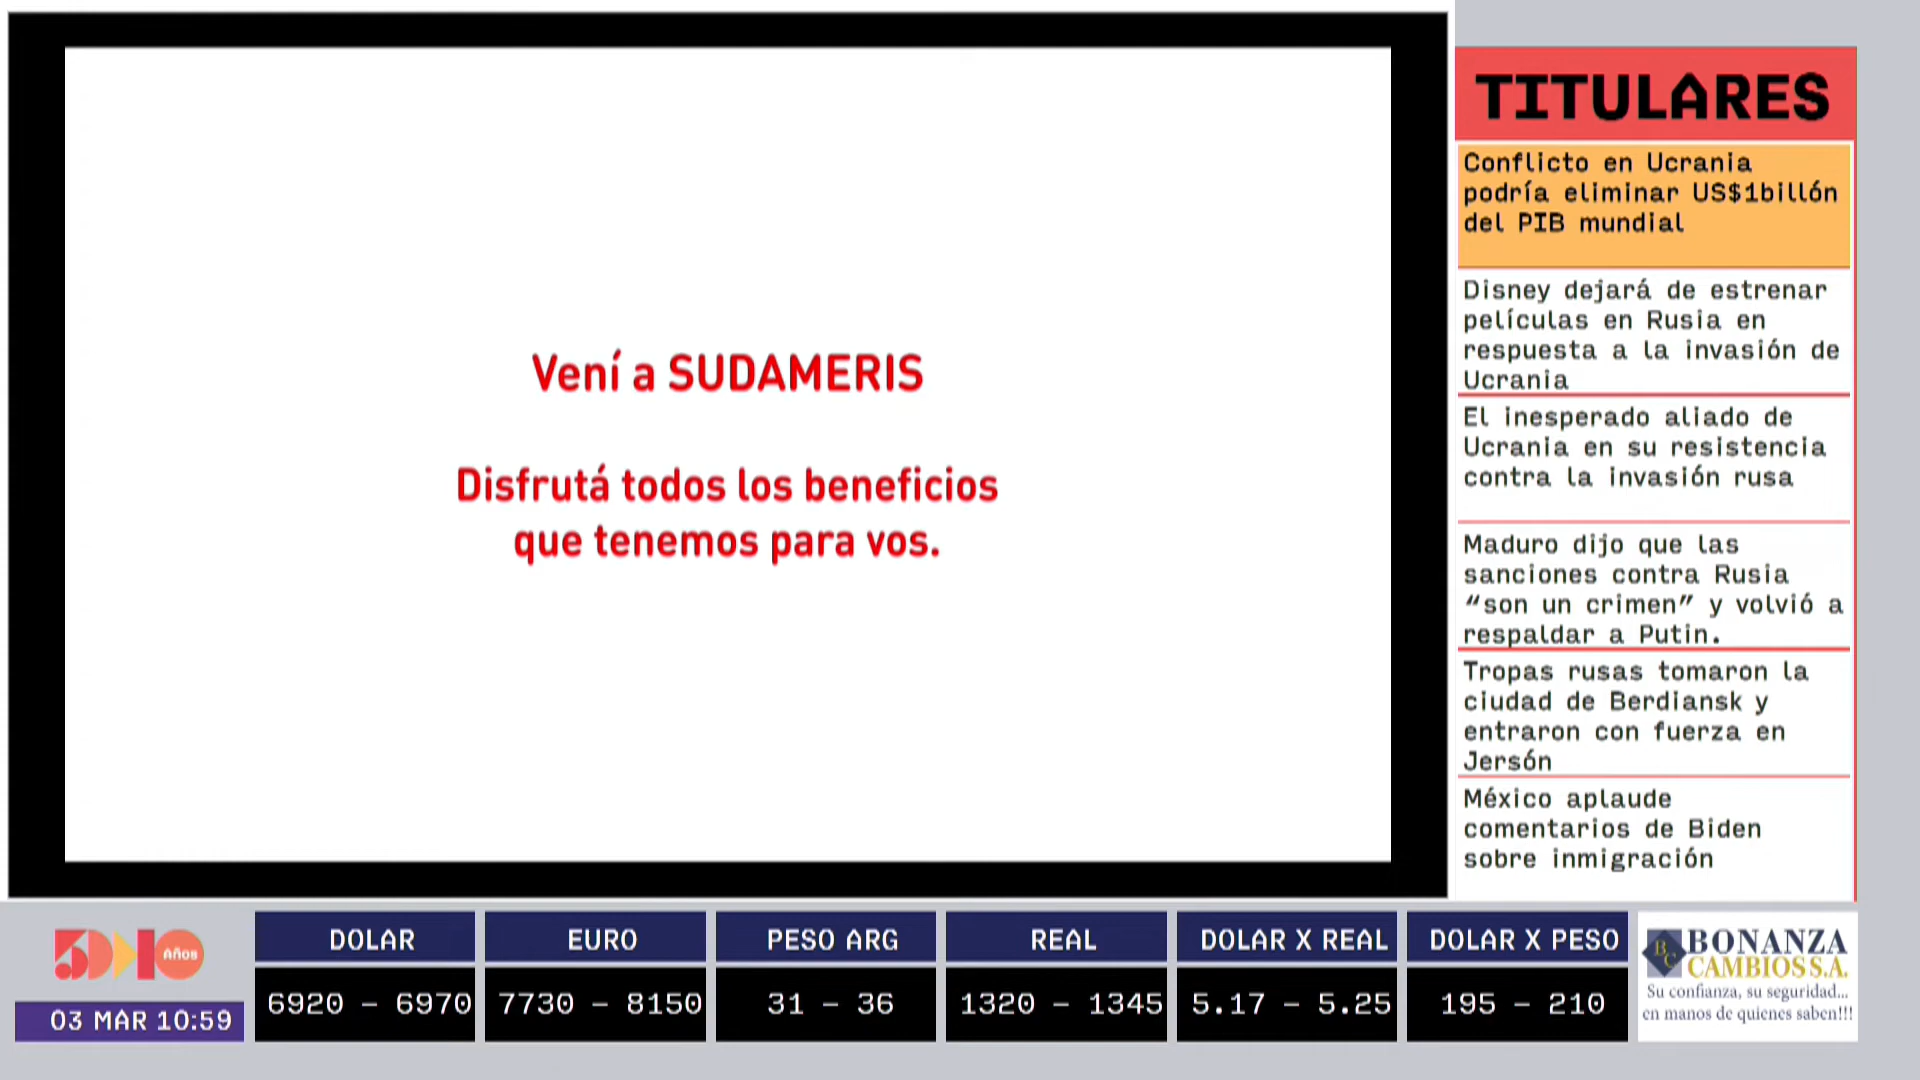 Vení a SUDAMERIS
Disfrutá todos los beneficios
que tenemos para vos.
TITULARES
Conflicto en Ucrania
podría eliminar US$1billón
del PIB mundial
Disney dejará de estrenar
películas en Rusia en
respuesta a la invasión de
Ucrania
El inesperado aliado de
Ucrania en su resistencia
contra la invasión rusa
Maduro dijo que las
sanciones contra Rusia
“son un crimen” y volvió a
respaldar a Putin.
Tropas rusas tomaron la
ciudad de Berdiansk y
entraron con fuerza en
Jersón
México aplaude
comentarios de Biden
sobre inmigración
Años
03 MAR 10:59
DOLAR
6920 – 6970
EURO
7730 – 8150
PESO ARG
31 – 36
REAL
1320 – 1345
DOLAR X REAL
5.17 – 5.25
DOLAR X PESO
195 – 210
BC
BONANZA
CAMBIOS S.A.
Su confianza, su seguridad...
en manos de quienes saben!!!